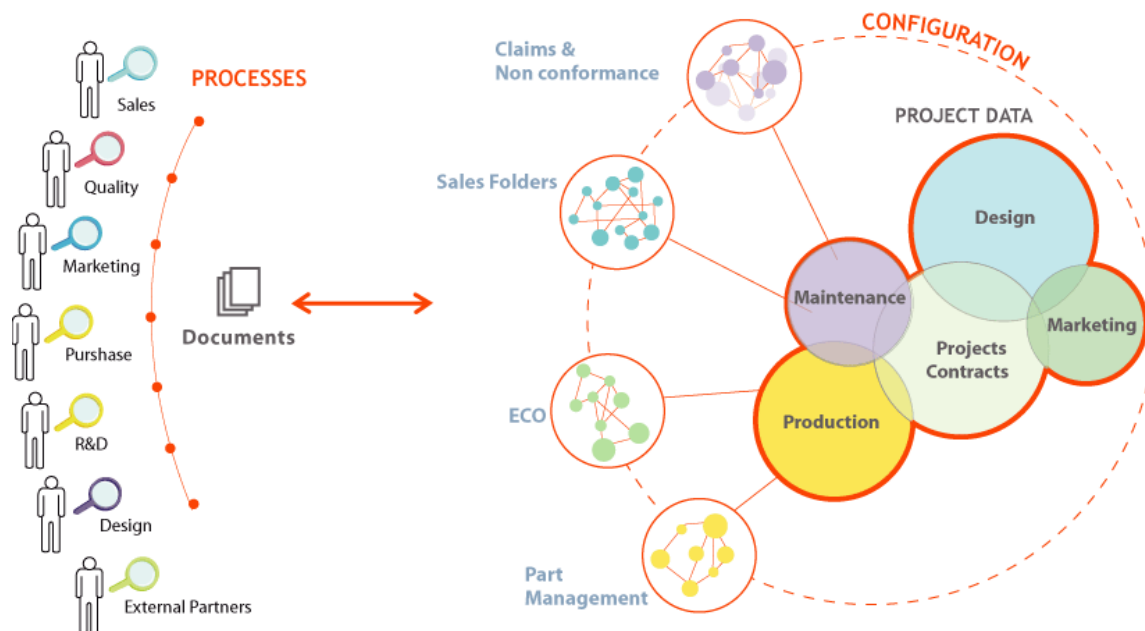 PROCESSES
Sales
Quality
Marketing
Purshase
R&D
Design
External Partners
Documents
Claims &
Non conformance
Sales Folders
ECO
Part
Management
CONFIGURATION
PROJECT DATA
Design
Maintenance
Marketing
Projects
Contracts
Production